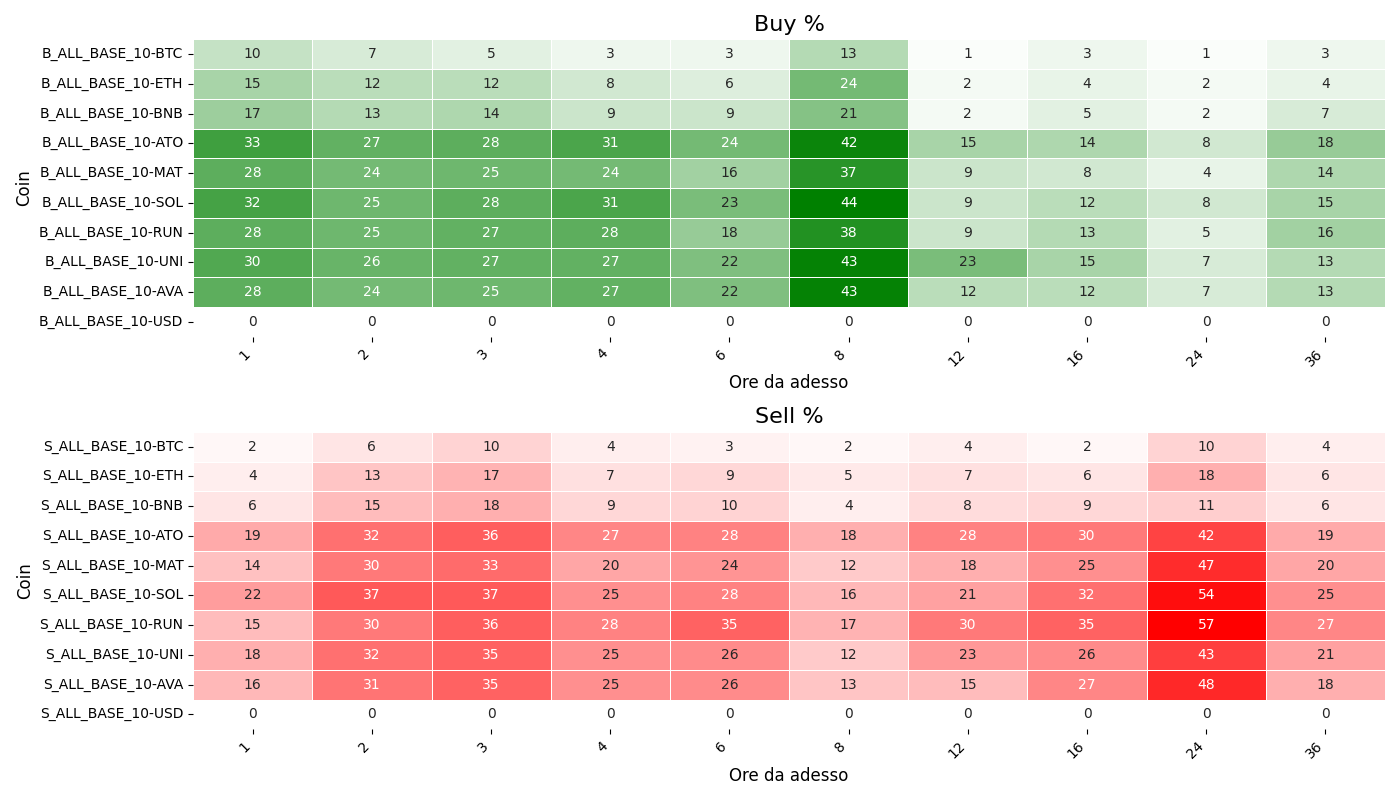 Buy %
Coin
B_ALL_BASE_10-BTC 10 7 5 3 3 13 1 3 1 3
B_ALL_BASE_10-ETH 15 12 12 8 6 24 2 4 2 4
B_ALL_BASE_10-BNB 17 13 14 9 9 21 2 5 2 7
B_ALL_BASE_10-ATO 33 27 28 31 24 42 15 14 8 18
B_ALL_BASE_10-MAT 28 24 25 24 16 37 9 8 4 14
B_ALL_BASE_10-SOL 32 25 28 31 23 44 9 12 8 15
B_ALL_BASE_10-RUN 28 25 27 28 18 38 9 13 5 16
B_ALL_BASE_10-UNI 30 26 27 27 22 43 23 15 7 13
B_ALL_BASE_10-AVA 28 24 25 27 22 43 12 12 7 13
B_ALL_BASE_10-USD 0 0 0 0 0 0 0 0 0 0
1 2 3 4 6 8 12 16 24 36
Ore da adesso
Sell %
Coin
S_ALL_BASE_10-BTC 2 6 10 4 3 2 4 2 10 4
S_ALL_BASE_10-ETH 4 13 17 7 9 5 7 6 18 6
S_ALL_BASE_10-BNB 6 15 18 9 10 4 8 9 11 6
S_ALL_BASE_10-ATO 19 32 36 27 28 18 28 30 42 19
S_ALL_BASE_10-MAT 14 30 33 20 24 12 18 25 47 20
S_ALL_BASE_10-SOL 22 37 37 25 28 16 21 32 54 25
S_ALL_BASE_10-RUN 15 30 36 28 35 17 30 35 57 27
S_ALL_BASE_10-UNI 18 32 35 25 26 12 23 26 43 21
S_ALL_BASE_10-AVA 16 31 35 25 26 13 15 27 48 18
S_ALL_BASE_10-USD 0 0 0 0 0 0 0 0 0 0
1 2 3 4 6 8 12 16 24 36
Ore da adesso